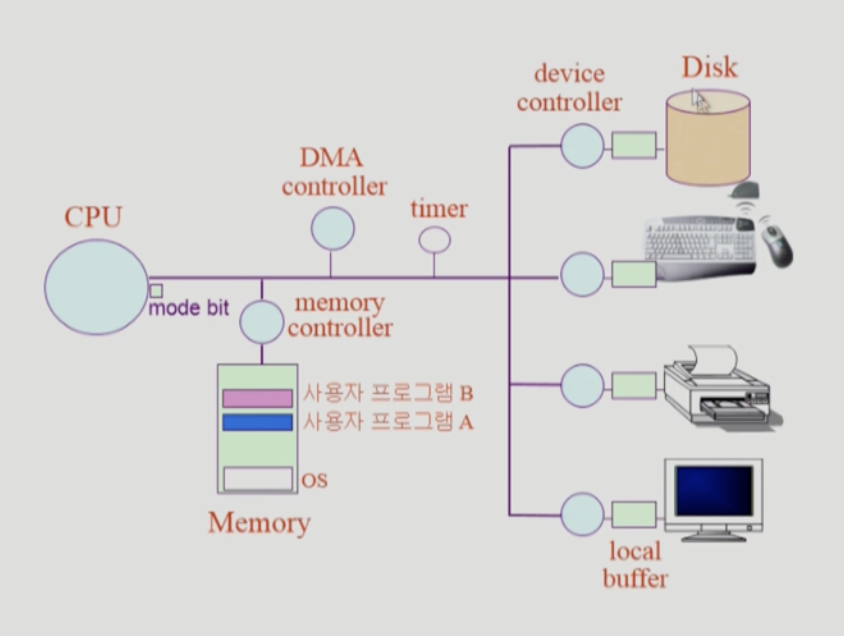 Disk
device
controller
DMA
controller
timer
CPU
mode bit
memory
controller
사용자 프로그램 B
사용자 프로그램 A
OS
Memory
local
buffer